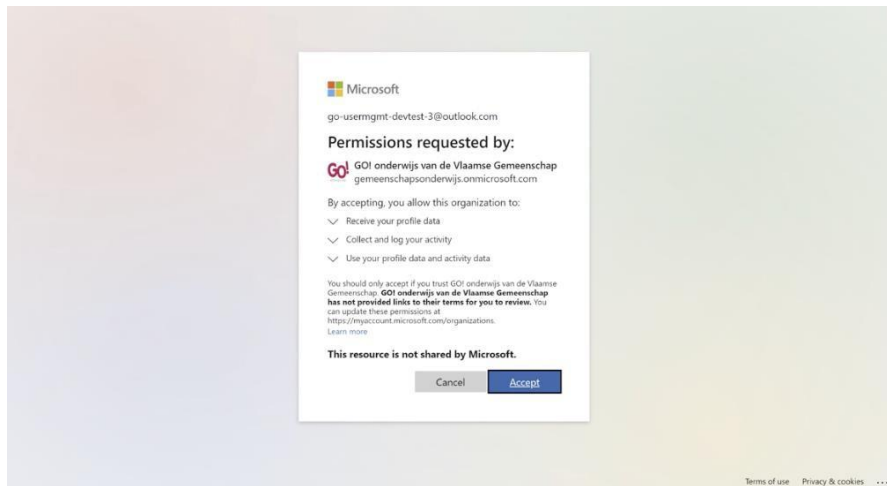 Microsoft
go-usermgmt-devtest-3@outlook.com
Permissions requested by:
GO!
GO! onderwijs van de Vlaamse Gemeenschap
gemeenschapsonderwijs.onmicrosoft.com
By accepting, you allow this organization to:
Receive your profile data
Collect and log your activity
Use your profile data and activity data
You should only accept if you trust GO! onderwijs van de Vlaamse
Gemeenschap. GO! onderwijs van de Vlaamse Gemeenschap
has not provided links to their terms for you to review. You
can update these permissions at
https://myaccount.microsoft.com/organizations.
Learn more
This resource is not shared by Microsoft.
Cancel Accept
Terms of use Privacy & cookies ...